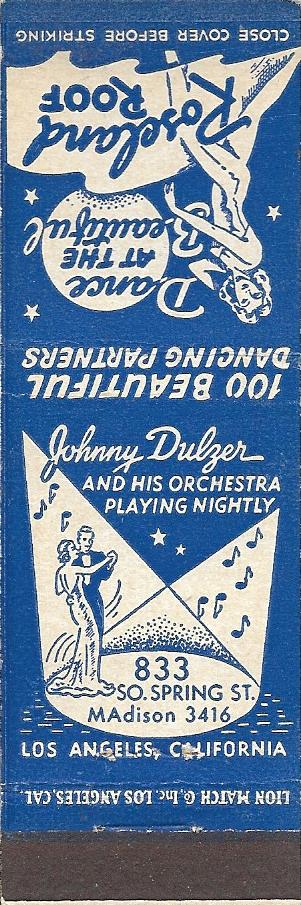 CLOSE COVER BEFORE STRIKING
Roseland
ROOF
Dance
AT THE
Beautiful
100 BEAUTIFUL
DANCING PARTNERS
Johnny Dulzer
AND HIS ORCHESTRA
PLAYING NIGHTLY
833
SO. SPRING ST.
MAdison 3416
LOS ANGELES, CALIFORNIA
LION MATCH Co, Inc. LOS ANGELES, CAL.